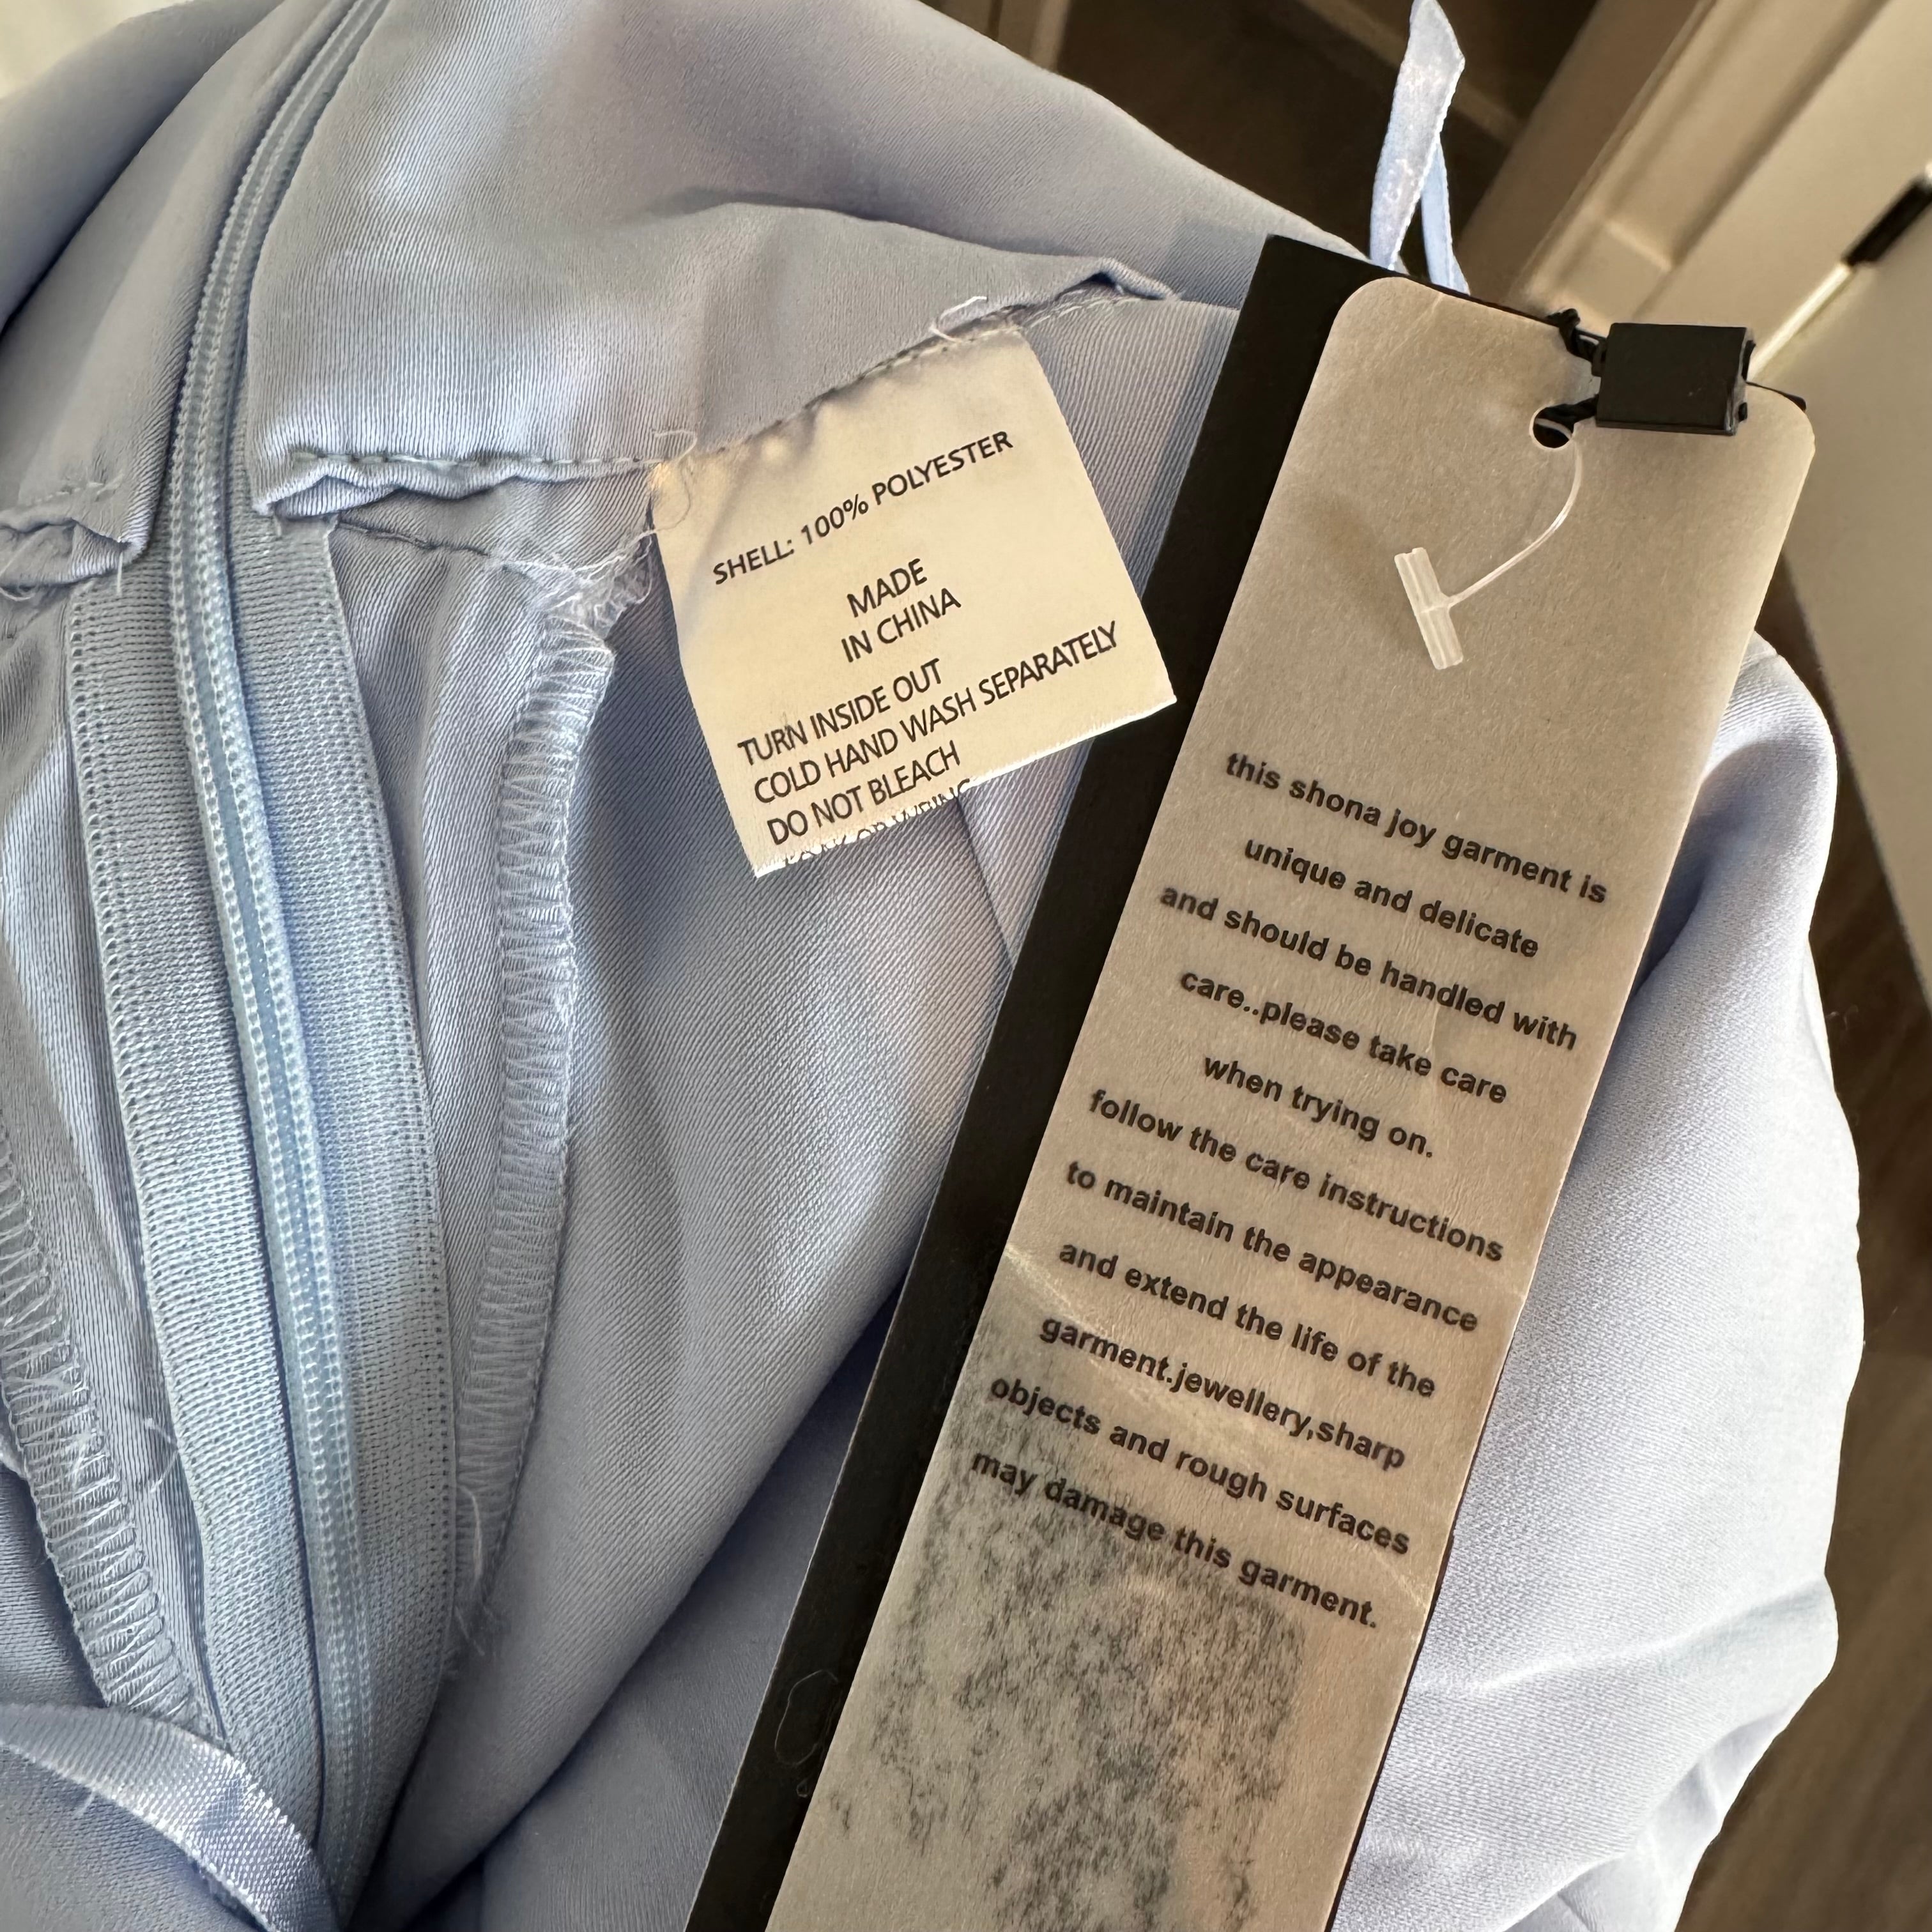 SHELL: 100% POLYESTER
MADE
IN CHINA
TURN INSIDE OUT
COLD HAND WASH SEPARATELY
DO NOT BLEACH
OR WRING
this shona joy garment is
unique and delicate
and should be handled with
care..please take care
when trying on.
follow the care instructions
to maintain the appearance
and extend the life of the
garment.jewellery,sharp
objects and rough surfaces
may damage this garment.